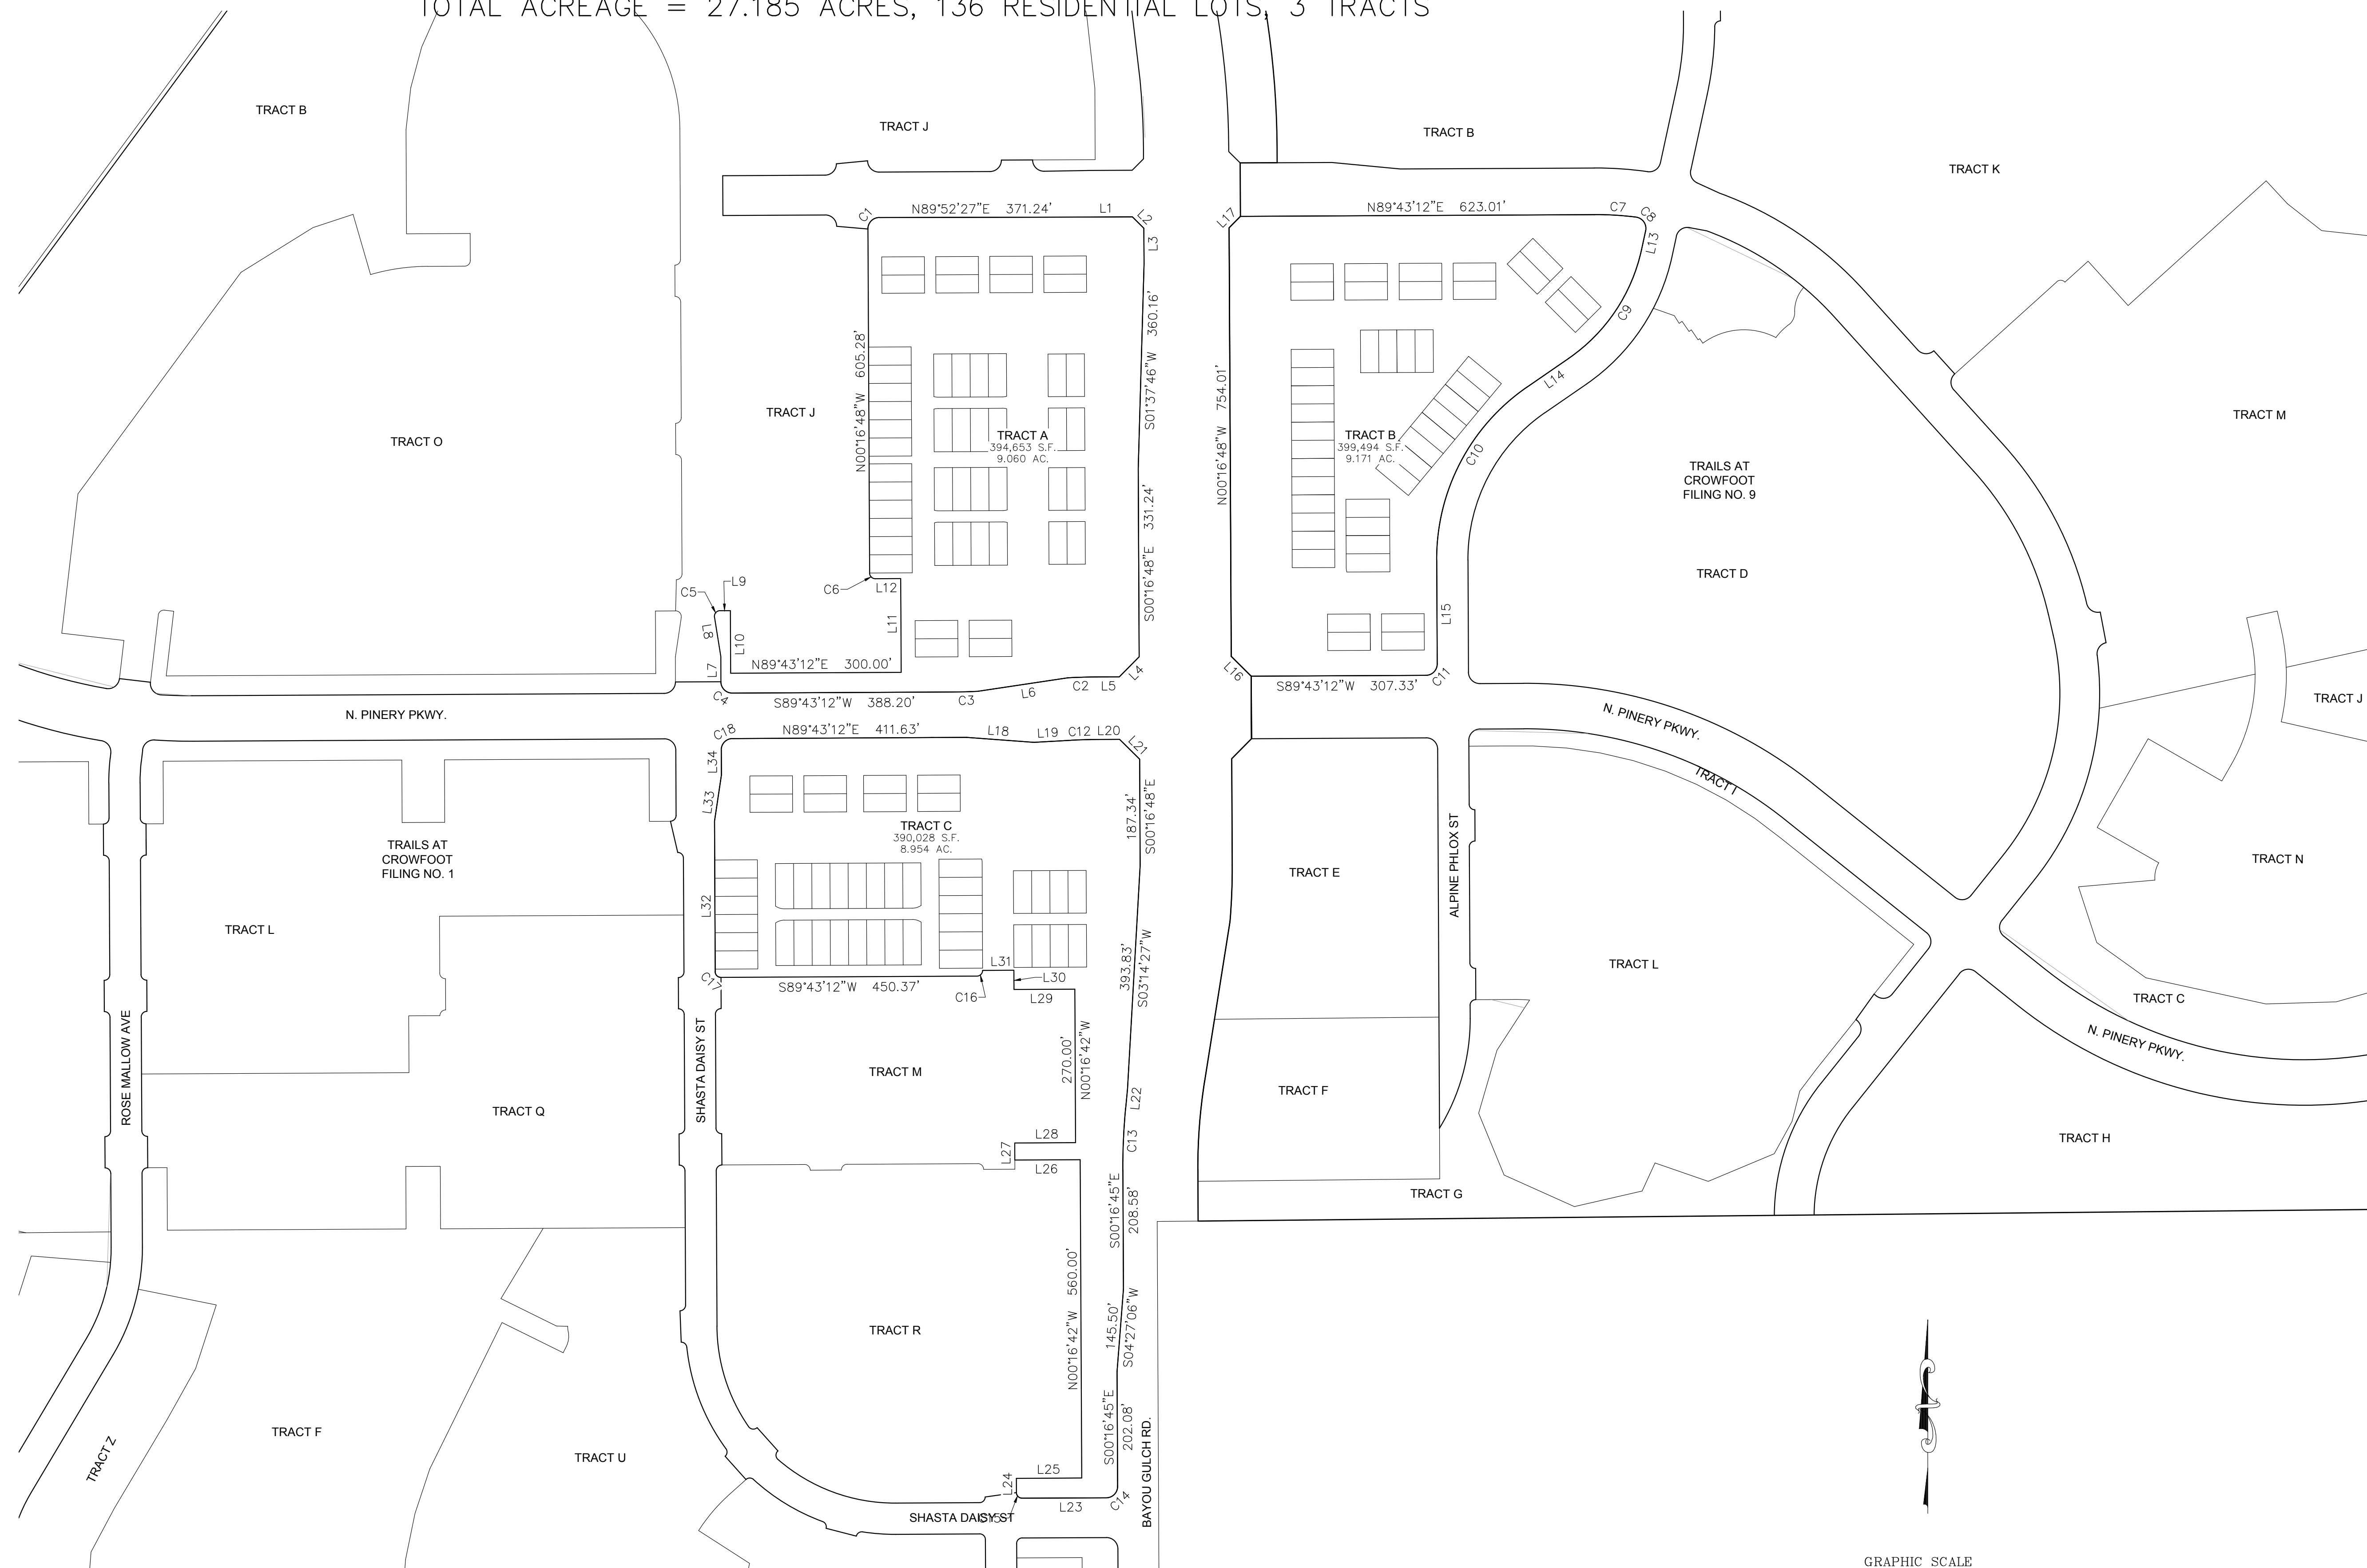 TOTAL ACREAGE = 27.185 ACRES, 136 RESIDENTIAL LOTS, 3 TRACTS
TRACT B
TRACT J
TRACT B
TRACT K
C1
N89°52'27"E 371.24'
L1
L2
L3
L17
N89°43'12"E 623.01'
C7
C8
L13
C9
L14
C10
L15
C11
TRACT O
TRACT J
N00°16'48"W 605.28'
TRACT A
394,653 S.F.
9.060 AC.
S01°37'46"W 360.16'
S00°16'48"E 331.24'
N00°16'48"W 754.01'
TRACT B
399,494 S.F.
9.171 AC.
TRAILS AT
CROWFOOT
FILING NO. 9
TRACT D
TRACT M
TRACT J
C5
L9
C6
L12
L11
L8
L10
L7
N89°43'12"E 300.00'
C4
S89°43'12"W 388.20'
C3
L6
C2
L5
L4
L16
S89°43'12"W 307.33'
N. PINERY PKWY.
N. PINERY PKWY.
C18
N89°43'12"E 411.63'
L18
L19
C12
L20
L21
L34
L33
L32
TRACT C
390,028 S.F.
8.954 AC.
187.34'
S00°16'48"E
TRACT I
TRAILS AT
CROWFOOT
FILING NO. 1
TRACT L
TRACT E
ALPINE PHLOX ST
TRACT L
TRACT N
TRACT C
N. PINERY PKWY.
C17
S89°43'12"W 450.37'
C16
L31
L30
L29
393.83'
S03°14'27"W
ROSE MALLOW AVE
SHASTA DAISY ST
TRACT M
270.00'
N00°16'42"W
L22
C13
L28
L27
L26
TRACT Q
TRACT F
TRACT H
TRACT G
S00°16'45"E
208.58'
N00°16'42"W 560.00'
145.50'
S04°27'06"W
TRACT R
S00°16'45"E
202.08'
BAYOU GULCH RD.
TRACT Z
TRACT F
TRACT U
L25
L24
L23
C14
SHASTA DAISY ST
C15
GRAPHIC SCALE